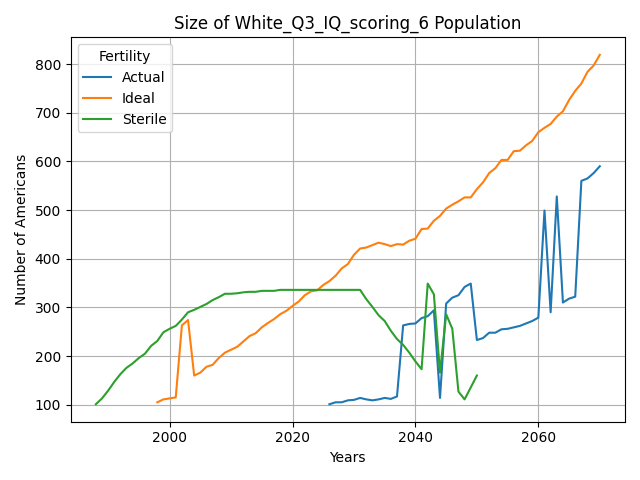 Size of White_Q3_IQ_scoring_6 Population
Fertility
Actual
Ideal
Sterile
Number of Americans
800
700
600
500
400
300
200
100
2000
2020
2040
2060
Years